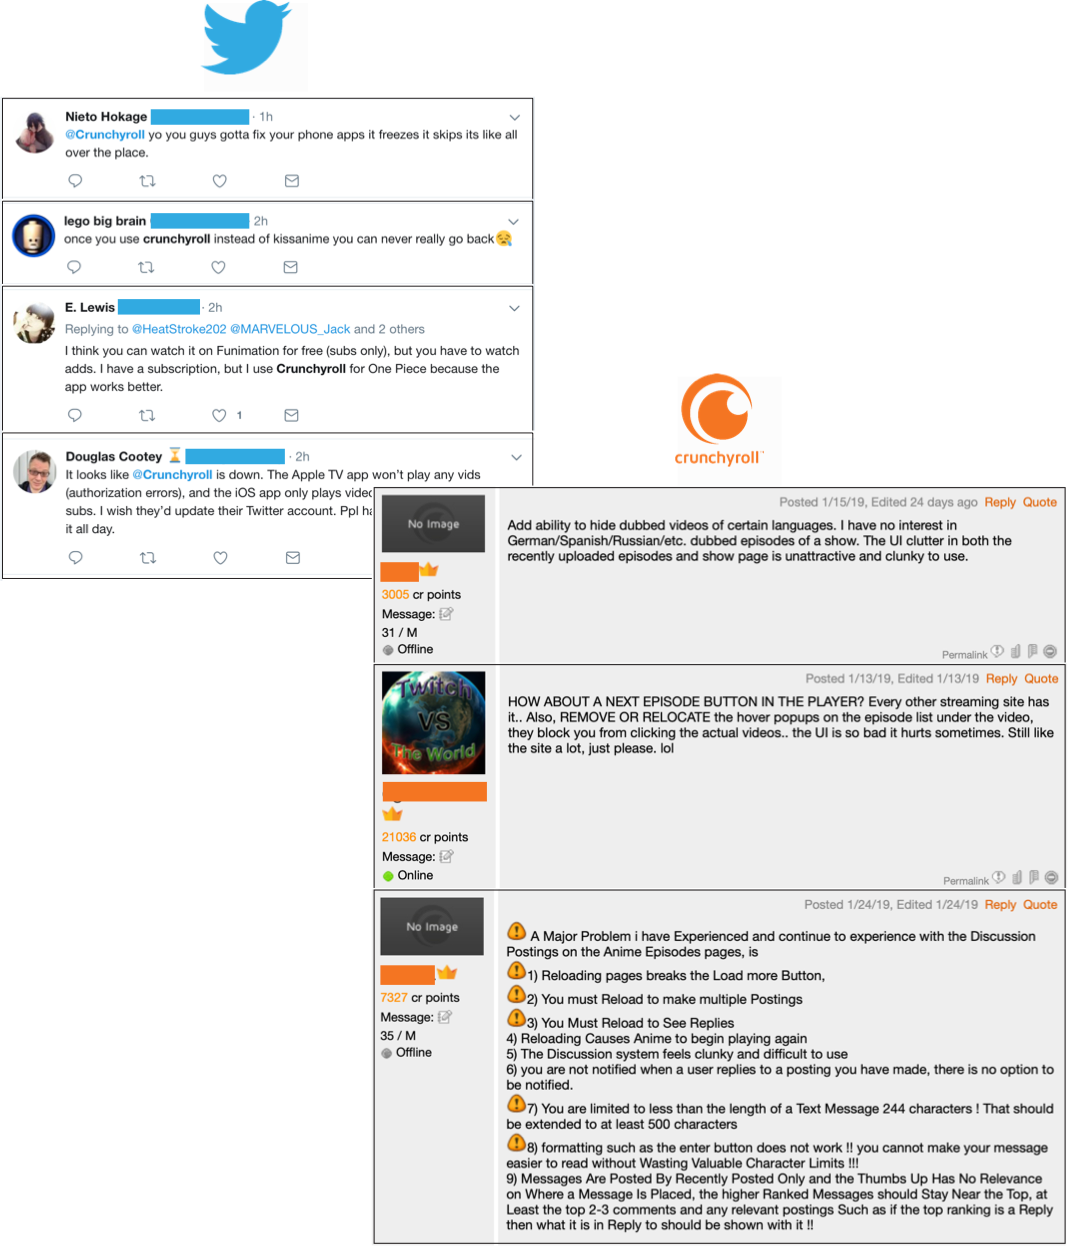 Nieto Hokage · 1h
@Crunchyroll yo you guys gotta fix your phone apps it freezes it skips its like all
over the place.
lego big brain 2h
once you use crunchyroll instead of kissanime you can never really go back😪
E. Lewis · 2h
Replying to @HeatStroke202 @MARVELOUS_Jack and 2 others
I think you can watch it on Funimation for free (subs only), but you have to watch
adds. I have a subscription, but I use Crunchyroll for One Piece because the
app works better.
1
Douglas Cootey ⌛ · 2h
It looks like @Crunchyroll is down. The Apple TV app won't play any vids
(authorization errors), and the iOS app only plays
subs. I wish they'd update their Twitter account. Ppl
it all day.
crunchyroll
No Image
3005 cr points
Message:
31 / M
Offline
Posted 1/15/19, Edited 24 days ago Reply Quote
Add ability to hide dubbed videos of certain languages. I have no interest in
German/Spanish/Russian/etc. dubbed episodes of a show. The UI clutter in both the
recently uploaded episodes and show page is unattractive and clunky to use.
Permalink
Twitch
VS
The World
21036 cr points
Message:
Online
Posted 1/13/19, Edited 1/13/19 Reply Quote
HOW ABOUT A NEXT EPISODE BUTTON IN THE PLAYER? Every other streaming site has
it.. Also, REMOVE OR RELOCATE the hover popups on the episode list under the video,
they block you from clicking the actual videos.. the UI is so bad it hurts sometimes. Still like
the site a lot, just please. lol
Permalink
No Image
7327 cr points
Message:
35 / M
Offline
Posted 1/24/19, Edited 1/24/19 Reply Quote
A Major Problem i have Experienced and continue to experience with the Discussion
Postings on the Anime Episodes pages, is
1) Reloading pages breaks the Load more Button,
2) You must Reload to make multiple Postings
3) You Must Reload to See Replies
4) Reloading Causes Anime to begin playing again
5) The Discussion system feels clunky and difficult to use
6) you are not notified when a user replies to a posting you have made, there is no option to
be notified.
7) You are limited to less than the length of a Text Message 244 characters ! That should
be extended to at least 500 characters
8) formatting such as the enter button does not work !! you cannot make your message
easier to read without Wasting Valuable Character Limits !!!
9) Messages Are Posted By Recently Posted Only and the Thumbs Up Has No Relevance
on Where a Message Is Placed, the higher Ranked Messages should Stay Near the Top, at
Least the top 2-3 comments and any relevant postings Such as if the top ranking is a Reply
then what it is in Reply to should be shown with it !!